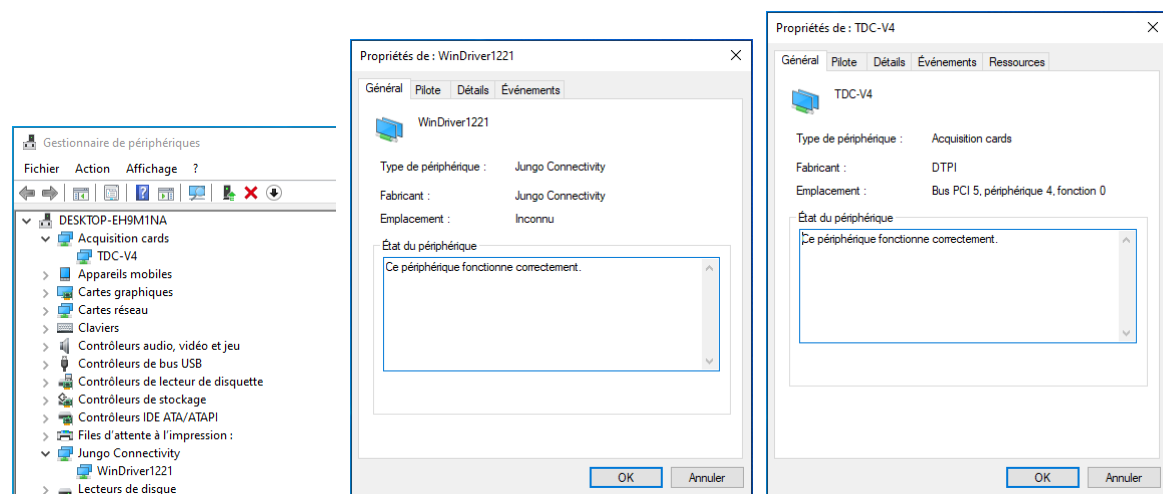 Gestionnaire de périphériques
Fichier Action Affichage ?
DESKTOP-EH9M1NA
Acquisition cards
TDC-V4
Appareils mobiles
Cartes graphiques
Cartes réseau
Claviers
Contrôleurs audio, vidéo et jeu
Contrôleurs de bus USB
Contrôleurs de lecteur de disquette
Contrôleurs de stockage
Contrôleurs IDE ATA/ATAPI
Files d'attente à l'impression :
Jungo Connectivity
WinDriver1221
Lecteurs de disque
Propriétés de : WinDriver1221
Général Pilote Détails Événements
WinDriver1221
Type de périphérique : Jungo Connectivity
Fabricant : Jungo Connectivity
Emplacement : Inconnu
État du périphérique
Ce périphérique fonctionne correctement.
OK Annuler
Propriétés de : TDC-V4
Général Pilote Détails Événements Ressources
TDC-V4
Type de périphérique : Acquisition cards
Fabricant : DTPI
Emplacement : Bus PCI 5, périphérique 4, fonction 0
État du périphérique
Ce périphérique fonctionne correctement.
OK Annuler